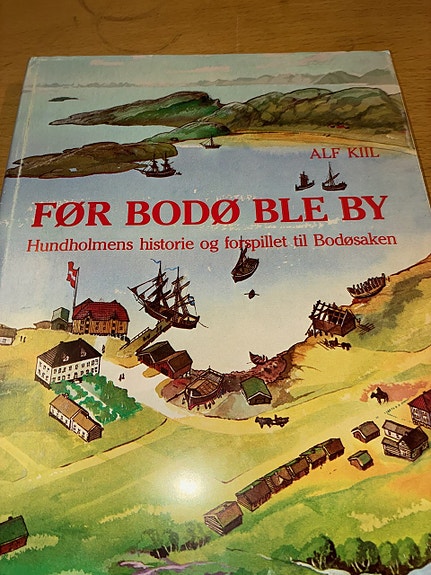 ALF KIIL
FØR BODØ BLE BY
Hundholmens historie og forspillet til Bodøsaken